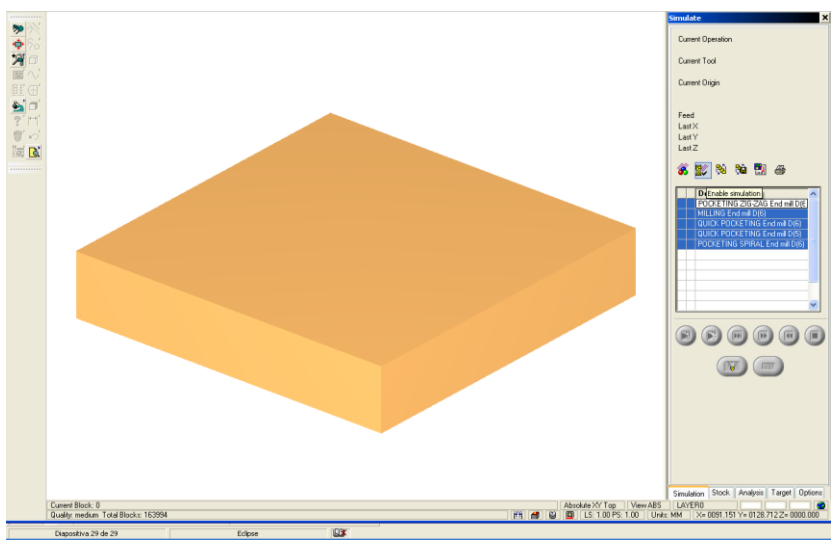 Simulate
Current Operation
Current Tool
Current Origin
Feed
Last X
Last Y
Last Z
Enable simulation
POCKETING ZIG-ZAG End mill D(6
MILLING End mill D(6)
QUICK POCKETING End mill D(6)
QUICK POCKETING End mill D(5)
POCKETING SPIRAL End mill D(6)
Simulation Stock Analysis Target Options
Current Block: 0 Absolute XY Top View ABS LAYER0
Quality: medium Total Blocks: 163994 LS: 1.00 PS: 1.00 Units: MM X= 0091.151 Y= 0128.712 Z= 0000.000
Diapositiva 29 de 29 Eclipse